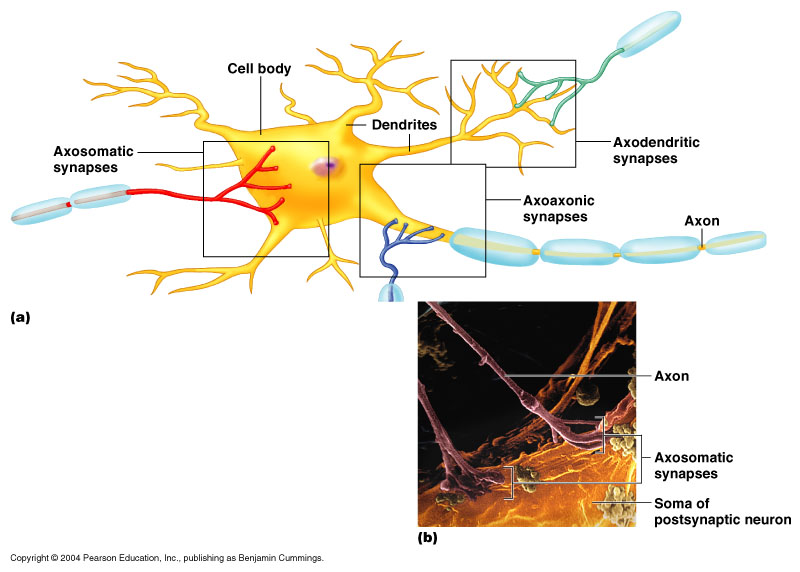 Cell body
Dendrites
Axosomatic
synapses
Axodendritic
synapses
Axoaxonic
synapses
Axon
(a)
Axon
Axosomatic
synapses
Soma of
postsynaptic neuron
(b)
Copyright © 2004 Pearson Education, Inc., publishing as Benjamin Cummings.